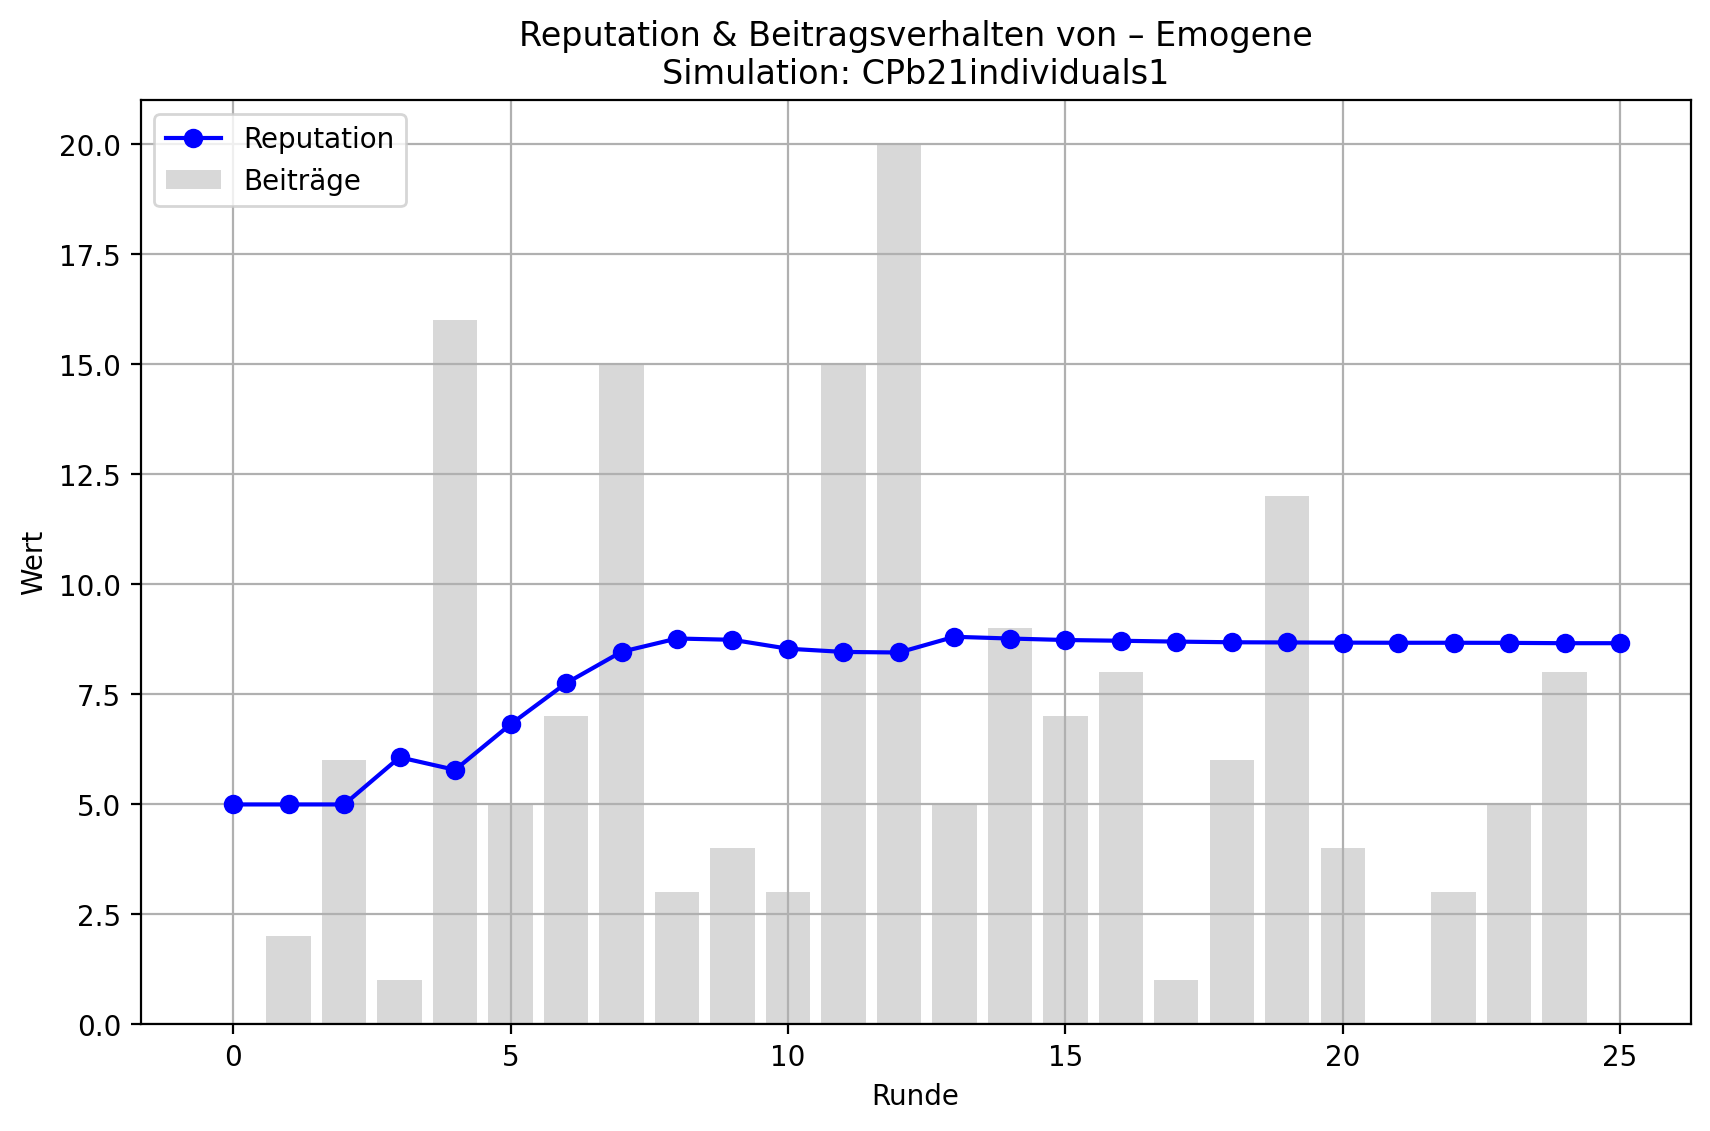 Reputation & Beitragsverhalten von – Emogene
Simulation: CPb21individuals1
Reputation
Beiträge
Wert
20.0
17.5
15.0
12.5
10.0
7.5
5.0
2.5
0.0
0 5 10 15 20 25
Runde